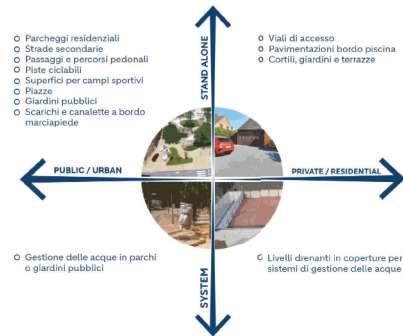 Parcheggi residenziali
Strade secondarie
Passaggi e percorsi pedonali
Piste ciclabili
Superfici per campi sportivi
Piazze
Giardini pubblici
Scarichi e canalette a bordo
marciapiede
STAND ALONE
Viali di accesso
Pavimentazioni bordo piscina
Cortili, giardini e terrazze
PUBLIC / URBAN
PRIVATE / RESIDENTIAL
Gestione delle acque in parchi
o giardini pubblici
SYSTEM
Livelli drenanti in coperture per
sistemi di gestione delle acque